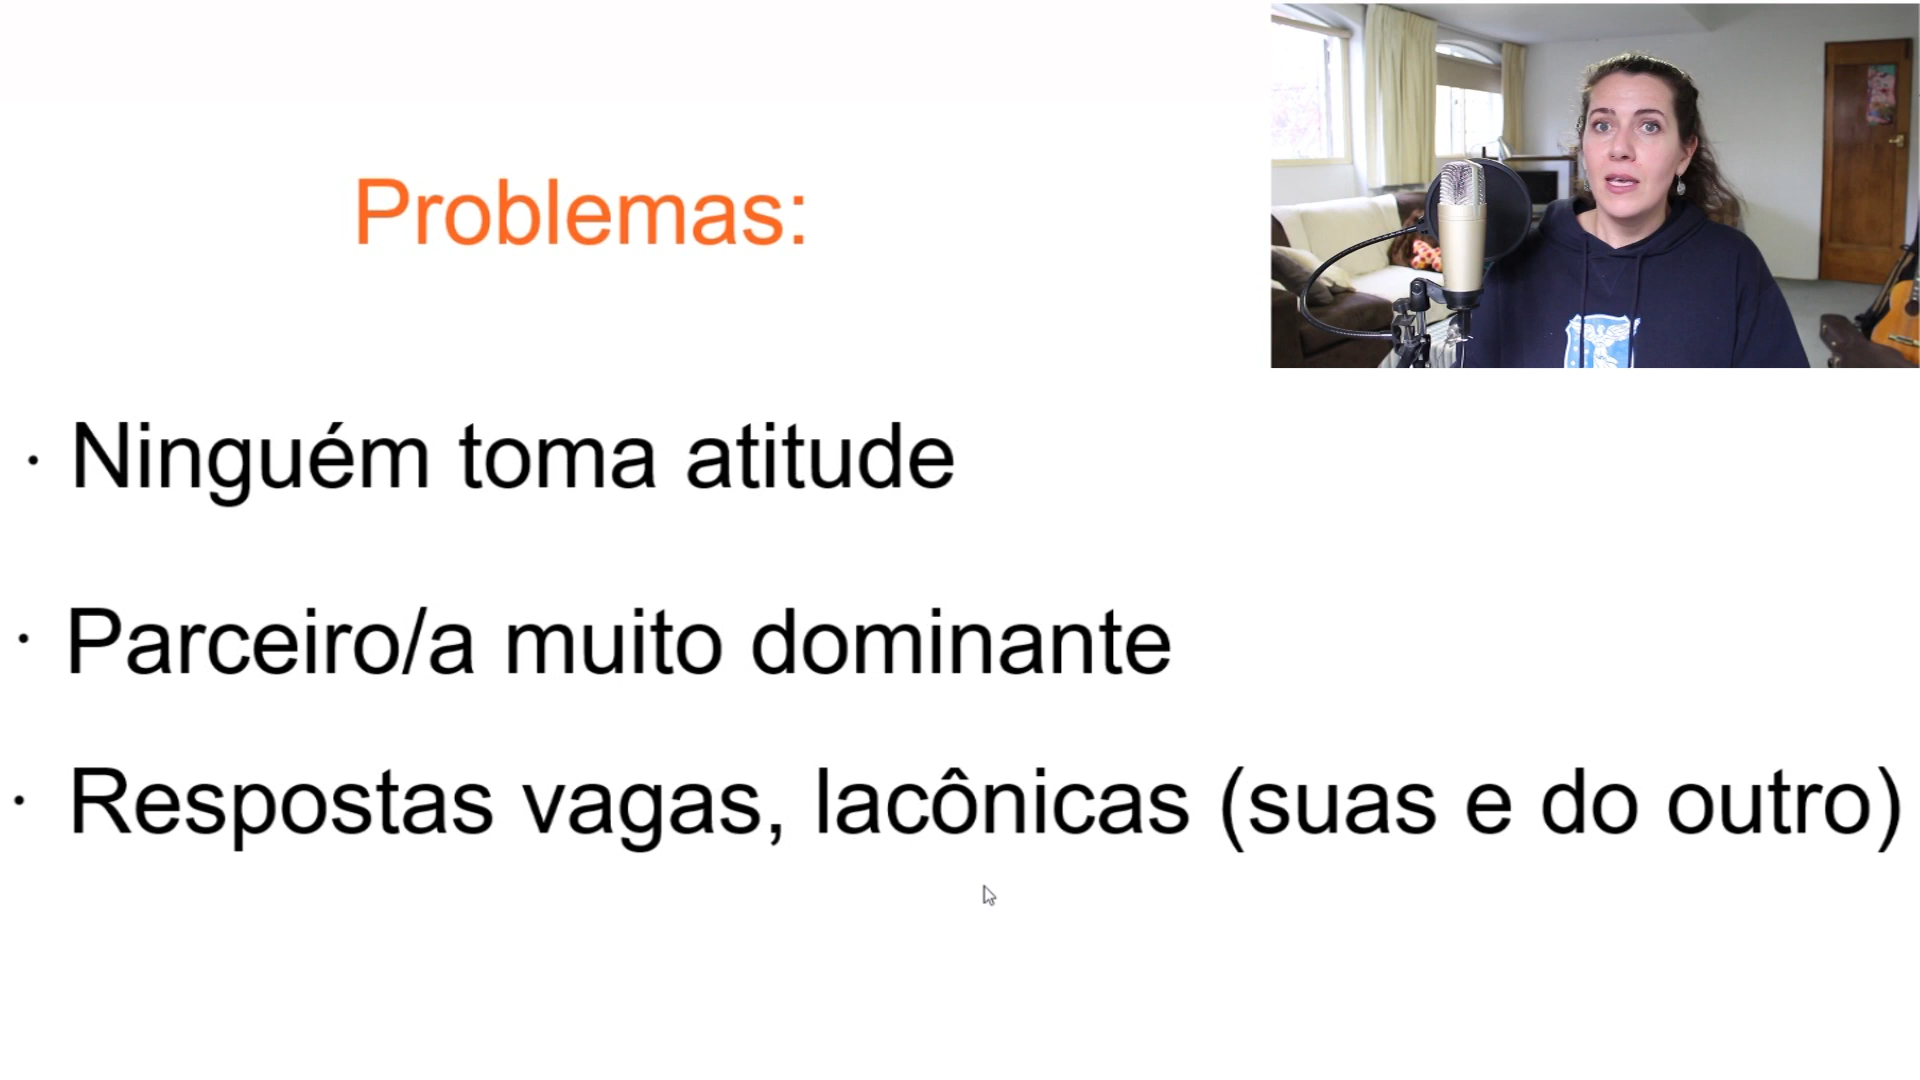 Problemas:
· Ninguém toma atitude
· Parceiro/a muito dominante
· Respostas vagas, lacônicas (suas e do outro)